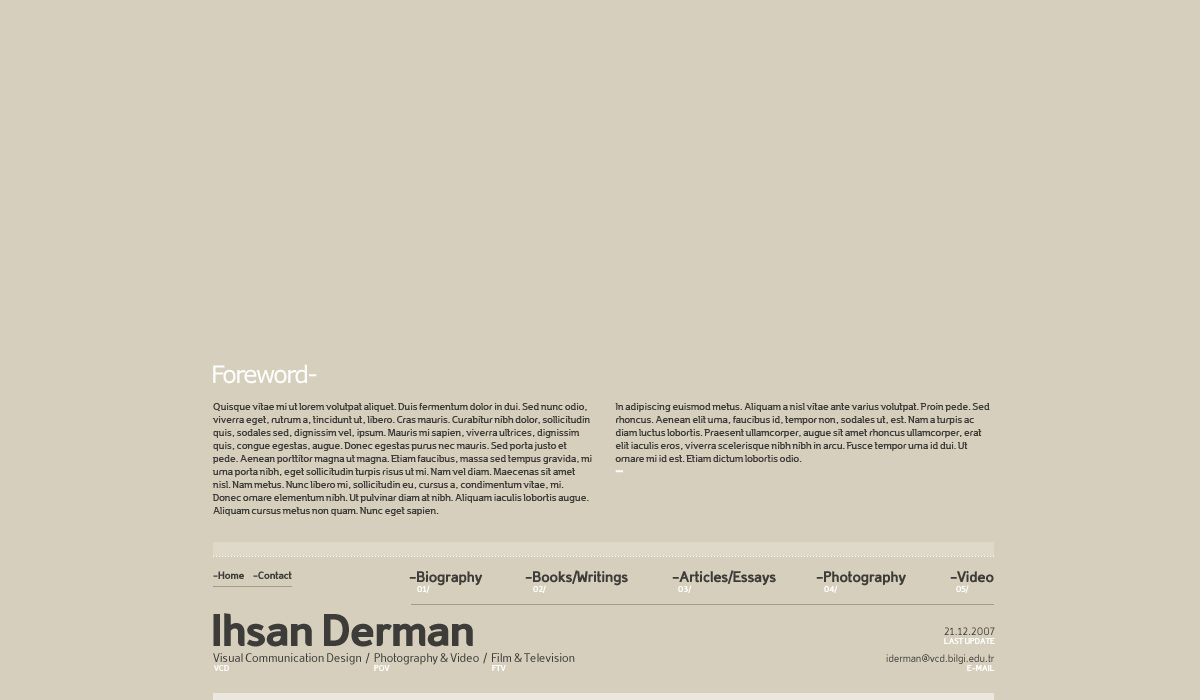 Foreword-
Quisque vitae mi ut lorem volutpat aliquet. Duis fermentum dolor in dui. Sed nunc odio,
viverra eget, rutrum a, tincidunt ut, libero. Cras mauris. Curabitur nibh dolor, sollicitudin
quis, sodales sed, dignissim vel, ipsum. Mauris mi sapien, viverra ultrices, dignissim
quis, congue egestas, augue. Donec egestas purus nec mauris. Sed porta justo et
pede. Aenean porttitor magna ut magna. Etiam faucibus, massa sed tempus gravida, mi
urna porta nibh, eget sollicitudin turpis risus ut mi. Nam vel diam. Maecenas sit amet
nisl. Nam metus. Nunc libero mi, sollicitudin eu, cursus a, condimentum vitae, mi.
Donec ornare elementum nibh. Ut pulvinar diam at nibh. Aliquam iaculis lobortis augue.
Aliquam cursus metus non quam. Nunc eget sapien.
In adipiscing euismod metus. Aliquam a nisl vitae ante varius volutpat. Proin pede. Sed
rhoncus. Aenean elit urna, faucibus id, tempor non, sodales ut, est. Nam a turpis ac
diam luctus lobortis. Praesent ullamcorper, augue sit amet rhoncus ullamcorper, erat
elit iaculis eros, viverra scelerisque nibh nibh in arcu. Fusce tempor urna id dui. Ut
ornare mi id est. Etiam dictum lobortis odio.
–
–Home –Contact
–Biography –Books/Writings –Articles/Essays –Photography –Video
01/ 02/ 03/ 04/ 05/
Ihsan Derman
Visual Communication Design / Photography & Video / Film & Television
VCD POV FTV
21.12.2007
LAST UPDATE
iderman@vcd.bilgi.edu.tr
E-MAIL